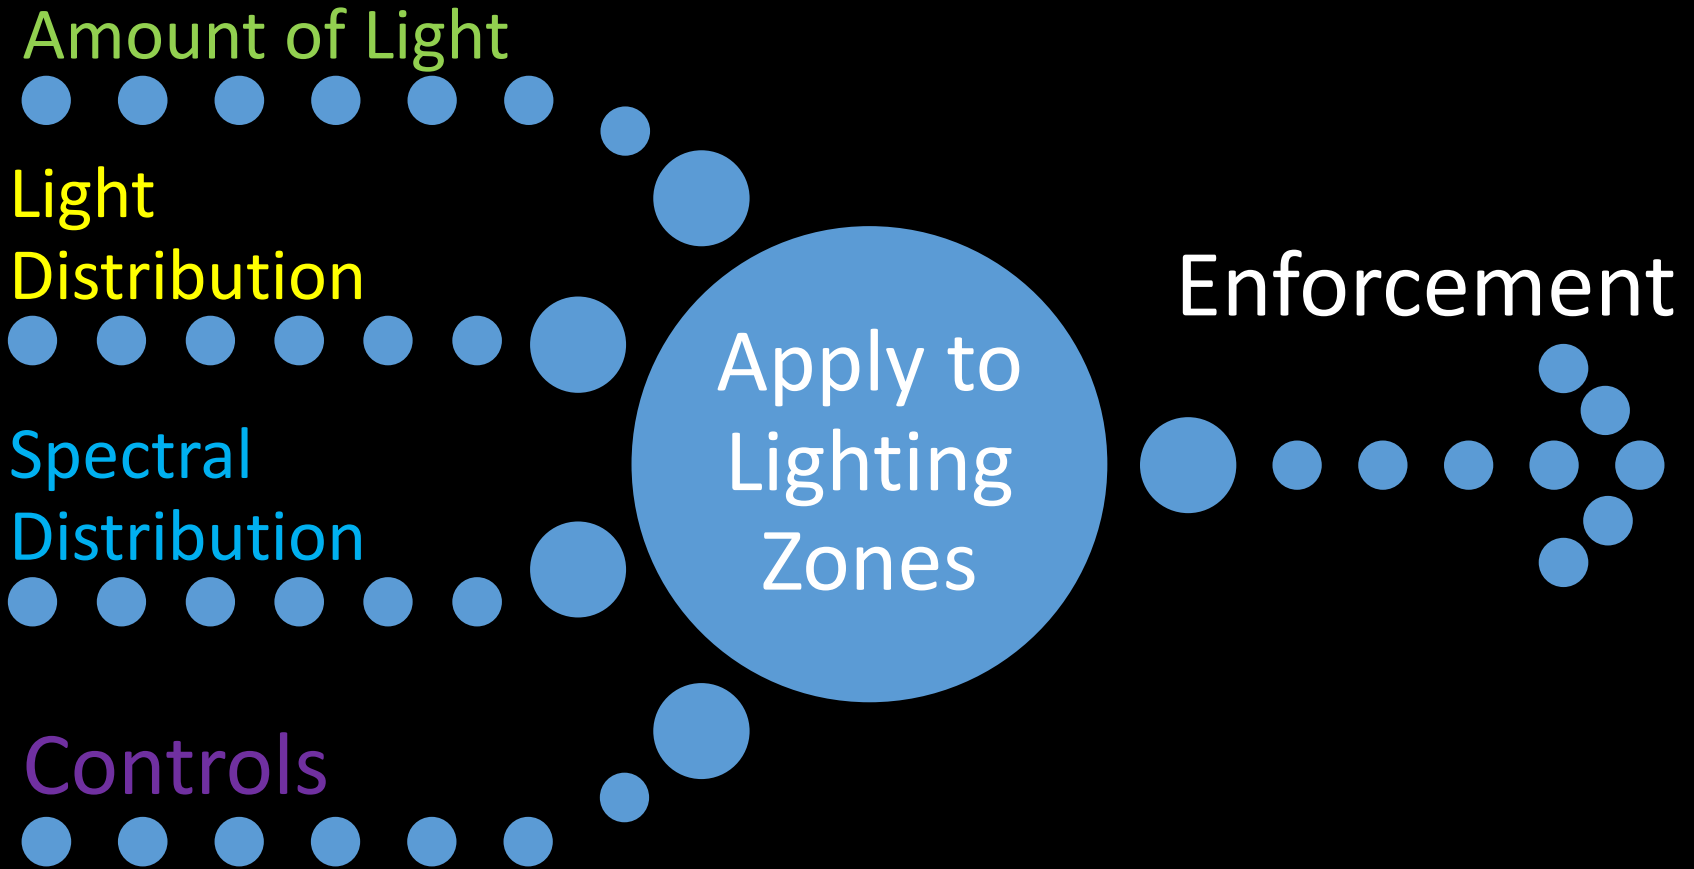 Amount of Light
Light
Distribution
Spectral
Distribution
Controls
Apply to
Lighting
Zones
Enforcement